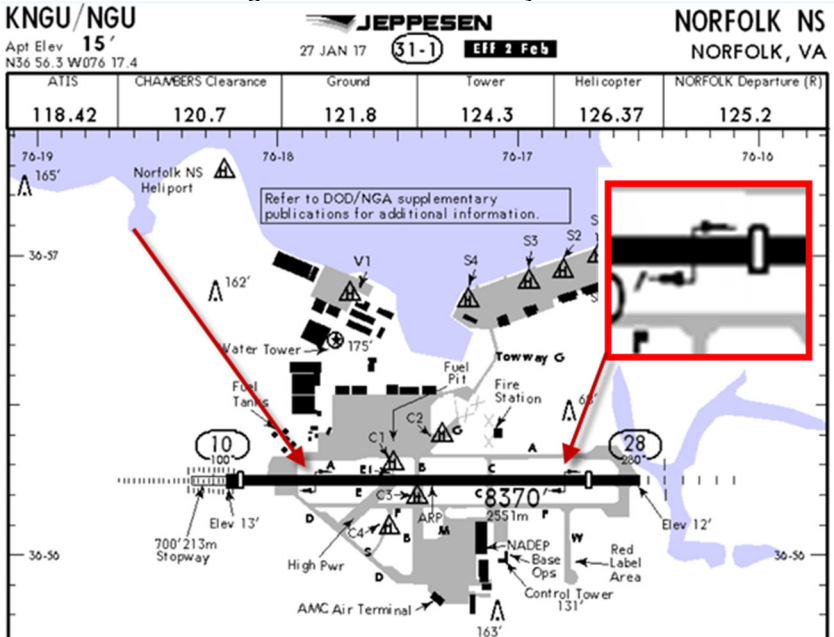 KNGU/NGU
Apt Elev 15'
N36 56.3 W076 17.4
JEPPESEN
27 JAN 17 31-1 EFF 2 Feb
NORFOLK NS
NORFOLK, VA
ATIS CHAMBERS Clearance Ground Tower Helicopter NORFOLK Departure (R)
118.42 120.7 121.8 124.3 126.37 125.2
76-19 76-18 76-17 76-16
165'
Norfolk NS
Heliport
Refer to DOD/NGA supplementary
publications for additional information.
36-57
V1
S4 S3 S2
162'
Water Tower 175'
Towway G
Fuel
Pit
Fire
Station
Fuel
Tanks
C2 G
C1
10
100°
28
280°
A A
E1 B C
E C3 C 8370' F
2551m
ARP
Elev 13'
Elev 12'
D C4 F B M
700'213m
Stopway
High Pwr
S
D
NADEP
Base
Ops
W
Red
Label
Area
Control Tower
131'
AMC Air Terminal
163'
36-56 36-56